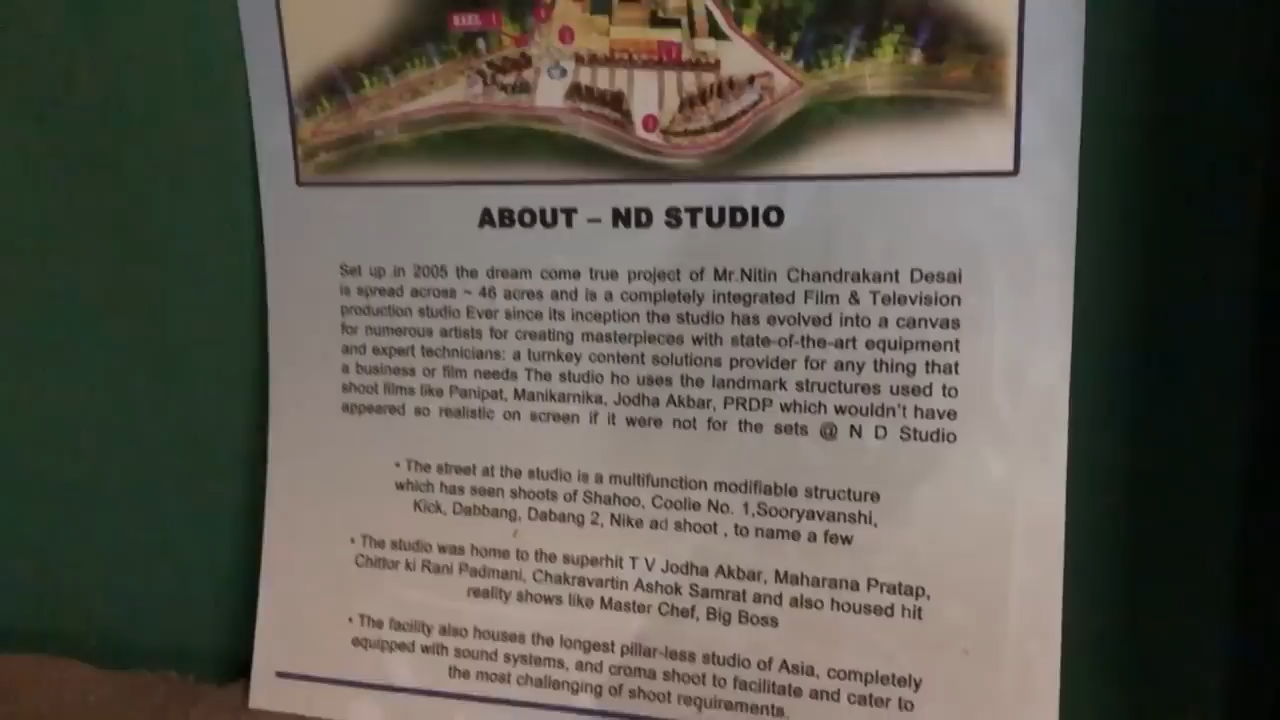 REEL 1
ABOUT – ND STUDIO
Set up in 2005 the dream come true project of Mr.Nitin Chandrakant Desai
is spread across ~ 46 acres and is a completely integrated Film & Television
production studio Ever since its inception the studio has evolved into a canvas
for numerous artists for creating masterpieces with state-of-the-art equipment
and expert technicians: a turnkey content solutions provider for any thing that
a business or film needs The studio ho uses the landmark structures used to
shoot films like Panipat, Manikarnika, Jodha Akbar, PRDP which wouldn't have
appeared so realistic on screen if it were not for the sets @ N D Studio
• The street at the studio is a multifunction modifiable structure
which has seen shoots of Shahoo, Coolie No. 1,Sooryavanshi,
Kick, Dabbang, Dabang 2, Nike ad shoot , to name a few
• The studio was home to the superhit T V Jodha Akbar, Maharana Pratap,
Chittor ki Rani Padmani, Chakravartin Ashok Samrat and also housed hit
reality shows like Master Chef, Big Boss
• The facility also houses the longest pillar-less studio of Asia, completely
equipped with sound systems, and croma shoot to facilitate and cater to
the most challenging of shoot requirements.